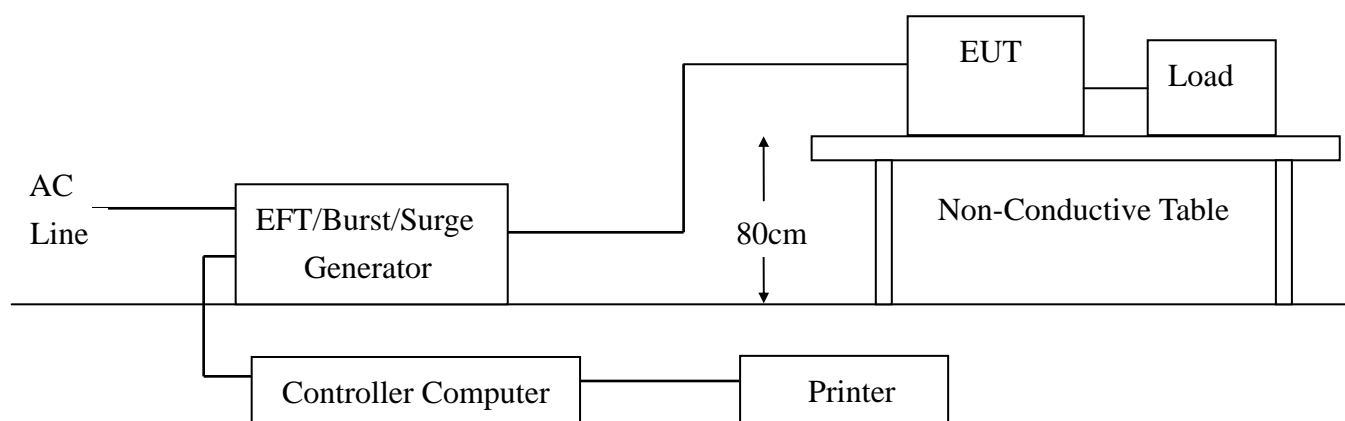 EUT
Load
AC
Line
EFT/Burst/Surge
Generator
80cm
Non-Conductive Table
Controller Computer
Printer